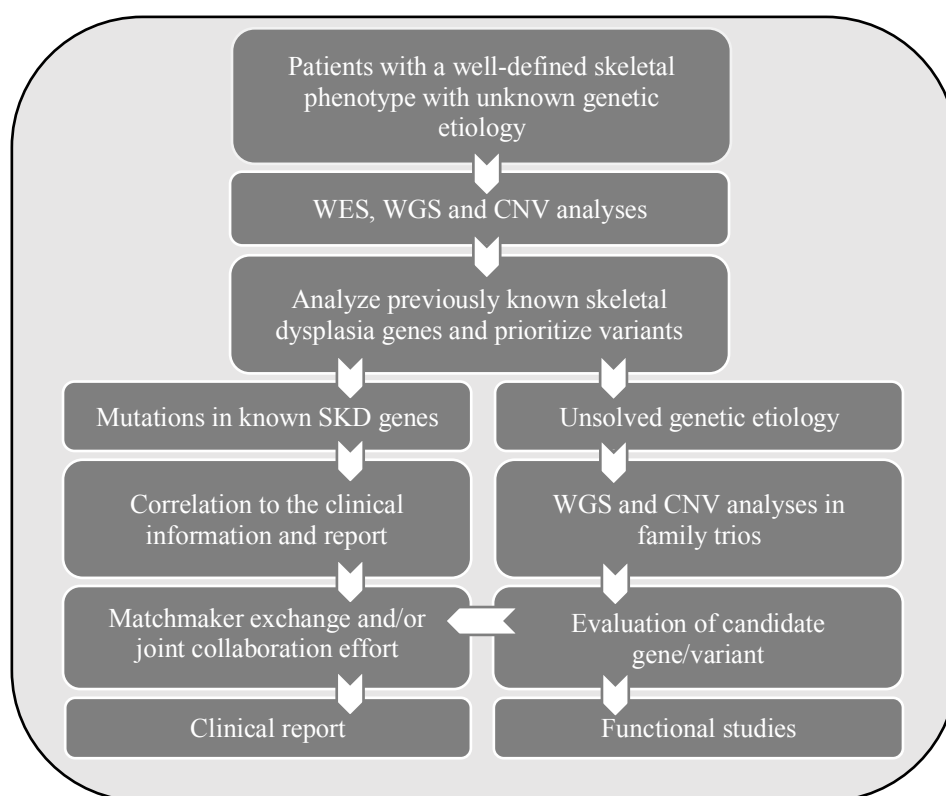 Patients with a well-defined skeletal
phenotype with unknown genetic
etiology
WES, WGS and CNV analyses
Analyze previously known skeletal
dysplasia genes and prioritize variants
Mutations in known SKD genes
Unsolved genetic etiology
Correlation to the clinical
information and report
WGS and CNV analyses in
family trios
Matchmaker exchange and/or
joint collaboration effort
Evaluation of candidate
gene/variant
Clinical report
Functional studies